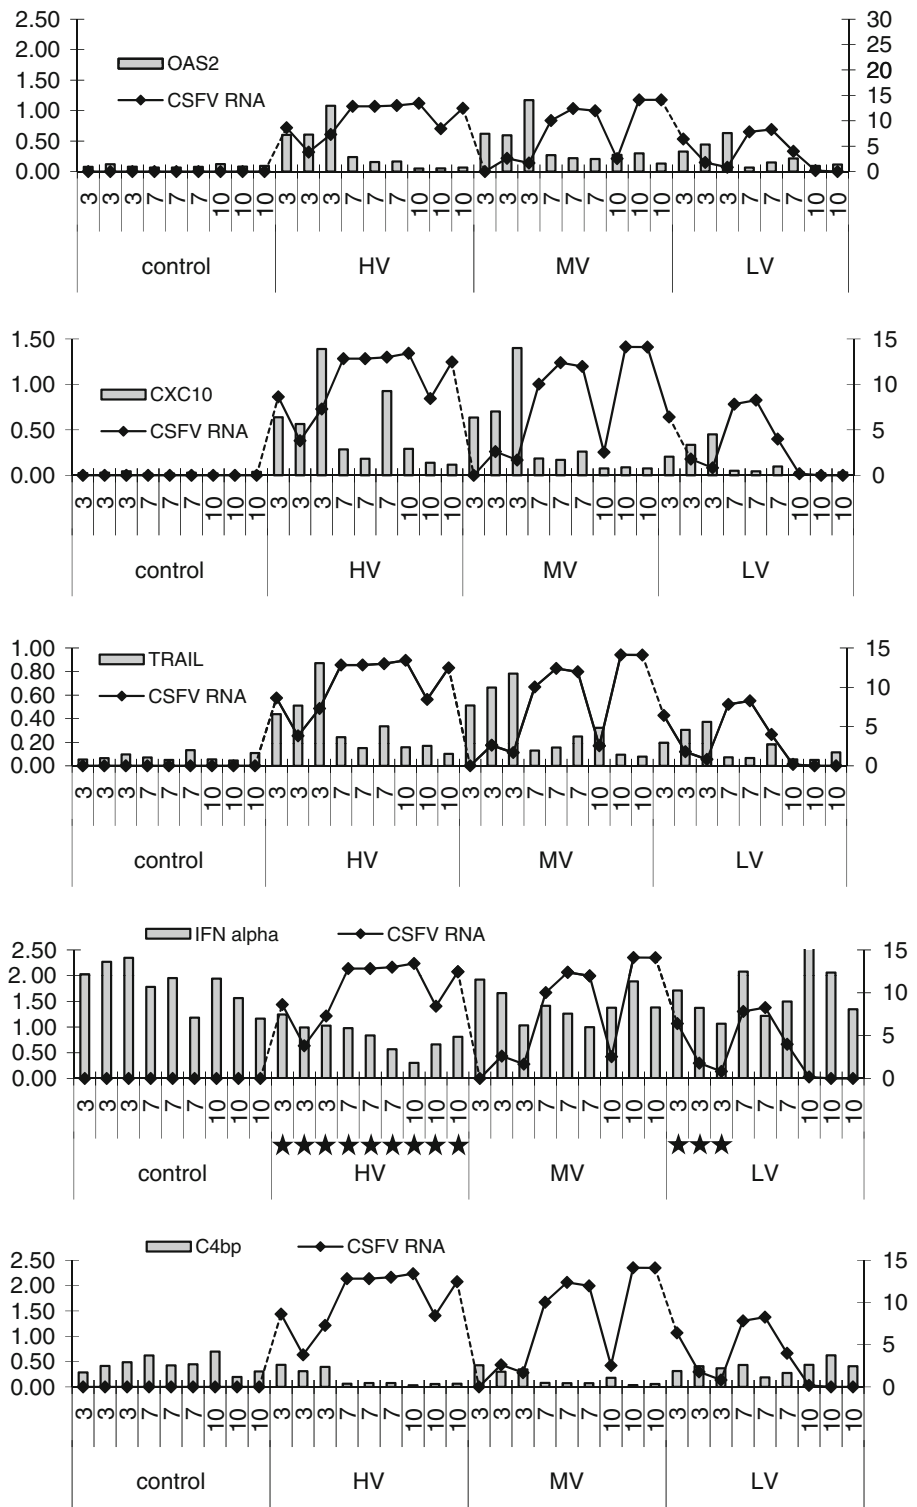 2.50 30
2.00 25
20
1.50 15
1.00 10
0.50 5
0.00 0
OAS2
CSFV RNA
3 3 3 7 7 7 10 10 10 3 3 3 7 7 7 10 10 10 3 3 3 7 7 7 10 10 10 3 3 3 7 7 7 10 10
control HV MV LV
1.50 15
1.00 10
0.50 5
0.00 0
CXC10
CSFV RNA
3 3 3 7 7 7 10 10 10 3 3 3 7 7 7 10 10 10 3 3 3 7 7 7 10 10 10 3 3 3 7 7 7 10 10 10
control HV MV LV
1.00 15
0.80
0.60 10
0.40 5
0.20
0.00 0
TRAIL
CSFV RNA
3 3 3 7 7 7 10 10 10 3 3 3 7 7 7 10 10 10 3 3 3 7 7 7 10 10 10 3 3 3 7 7 7 10 10 10
control HV MV LV
IFN alpha CSFV RNA
2.50 15
2.00
1.50 10
1.00 5
0.50
0.00 0
3 3 3 7 7 7 10 10 10 3 3 3 7 7 7 10 10 10 3 3 3 7 7 7 10 10 10 3 3 3 7 7 7 10 10 10
★★★★★★★★★ ★★★
control HV MV LV
C4bp CSFV RNA
2.50 15
2.00
1.50 10
1.00 5
0.50
0.00 0
3 3 3 7 7 7 10 10 10 3 3 3 7 7 7 10 10 10 3 3 3 7 7 7 10 10 10 3 3 3 7 7 7 10 10 10
control HV MV LV